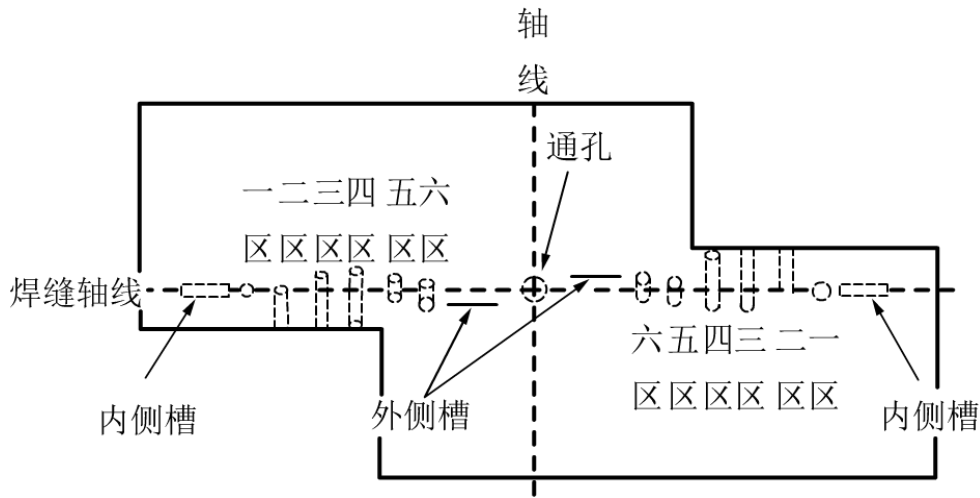 轴
线
通孔
一二三四 五六
区区区区 区区
焊缝轴线
六五四三 二一
区区区区 区区
内侧槽
外侧槽
内侧槽